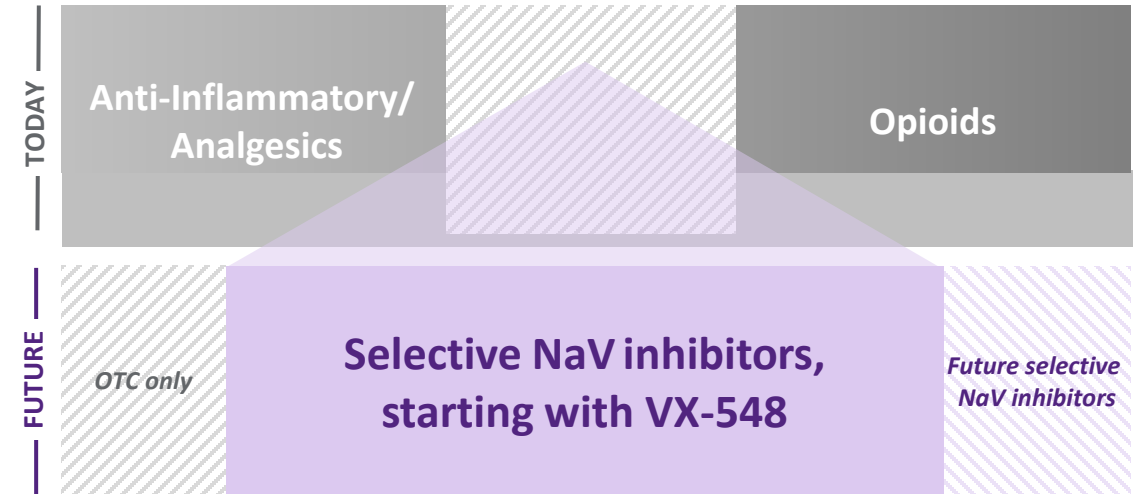 TODAY
Anti-Inflammatory/
Analgesics
Opioids
FUTURE
OTC only
Selective NaV inhibitors,
starting with VX-548
Future selective
NaV inhibitors